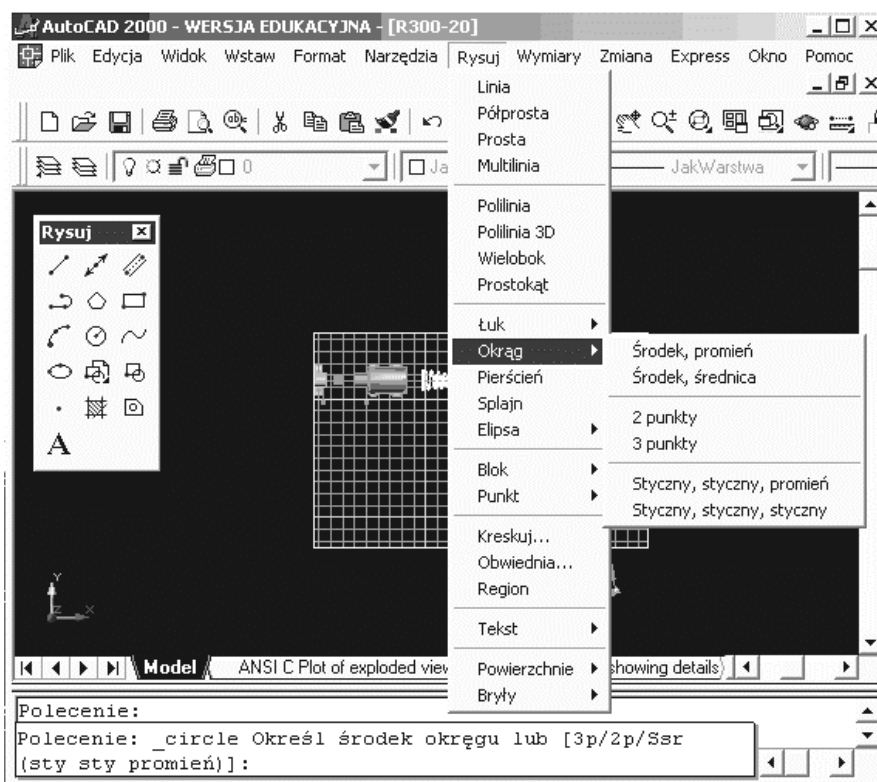 AutoCAD 2000 - WERSJA EDUKACYJNA - [R300-20]
Plik Edycja Widok Wstaw Format Narzędzia Rysuj Wymiary Zmiana Express Okno Pomoc
0
JakWarstwa
Rysuj
A
Linia
Półprosta
Prosta
Multilinia
Polilinia
Polilinia 3D
Wielobok
Prostokąt
Łuk
Okrąg
Pierścień
Splajn
Elipsa
Blok
Punkt
Kreskuj...
Obwiednia...
Region
Tekst
Powierzchnie
Bryły
Środek, promień
Środek, średnica
2 punkty
3 punkty
Styczny, styczny, promień
Styczny, styczny, styczny
Y
Z X
Model ANSI C Plot of exploded view showing details
Polecenie:
Polecenie: _circle Określ środek okręgu lub [3p/2p/Ssr
(sty sty promień)]: